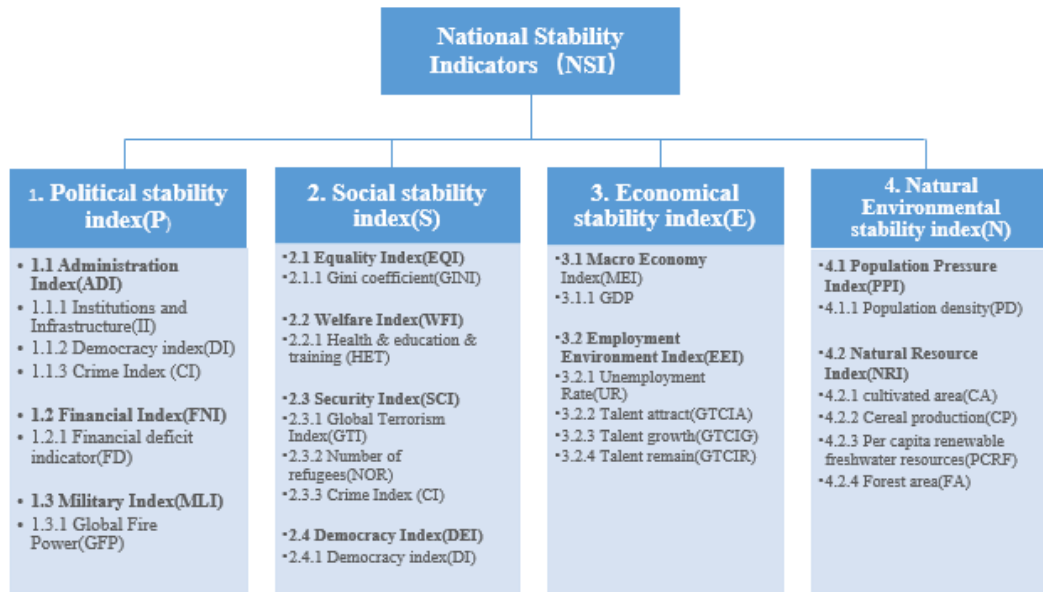 National Stability
Indicators （NSI）
1. Political stability
index(P)
• 1.1 Administration
Index(ADI)
• 1.1.1 Institutions and
Infrastructure(II)
• 1.1.2 Democracy index(DI)
• 1.1.3 Crime Index (CI)
• 1.2 Financial Index(FNI)
• 1.2.1 Financial deficit
indicator(FD)
• 1.3 Military Index(MLI)
• 1.3.1 Global Fire
Power(GFP)
2. Social stability
index(S)
•2.1 Equality Index(EQI)
•2.1.1 Gini coefficient(GINI)
•2.2 Welfare Index(WFI)
•2.2.1 Health & education &
training (HET)
•2.3 Security Index(SCI)
•2.3.1 Global Terrorism
Index(GTI)
•2.3.2 Number of
refugees(NOR)
•2.3.3 Crime Index (CI)
•2.4 Democracy Index(DEI)
•2.4.1 Democracy index(DI)
3. Economical
stability index(E)
•3.1 Macro Economy
Index(MEI)
•3.1.1 GDP
•3.2 Employment
Environment Index(EEI)
•3.2.1 Unemployment
Rate(UR)
•3.2.2 Talent attract(GTCIA)
•3.2.3 Talent growth(GTCIG)
•3.2.4 Talent remain(GTCIR)
4. Natural
Environmental
stability index(N)
•4.1 Population Pressure
Index(PPI)
•4.1.1 Population density(PD)
•4.2 Natural Resource
Index(NRI)
•4.2.1 cultivated area(CA)
•4.2.2 Cereal production(CP)
•4.2.3 Per capita renewable
freshwater resources(PCRF)
•4.2.4 Forest area(FA)